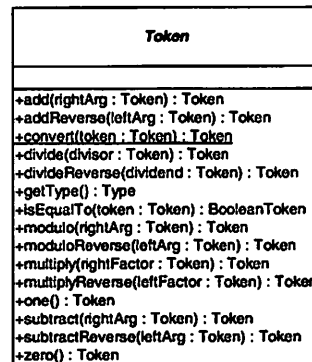 Token
+add(rightArg : Token) : Token
+addReverse(leftArg : Token) : Token
+convert(token : Token) : Token
+divide(divisor : Token) : Token
+divideReverse(dividend : Token) : Token
+getType() : Type
+isEqualTo(token : Token) : BooleanToken
+modulo(rightArg : Token) : Token
+moduloReverse(leftArg : Token) : Token
+multiply(rightFactor : Token) : Token
+multiplyReverse(leftFactor : Token) : Token
+one() : Token
+subtract(rightArg : Token) : Token
+subtractReverse(leftArg : Token) : Token
+zero() : Token